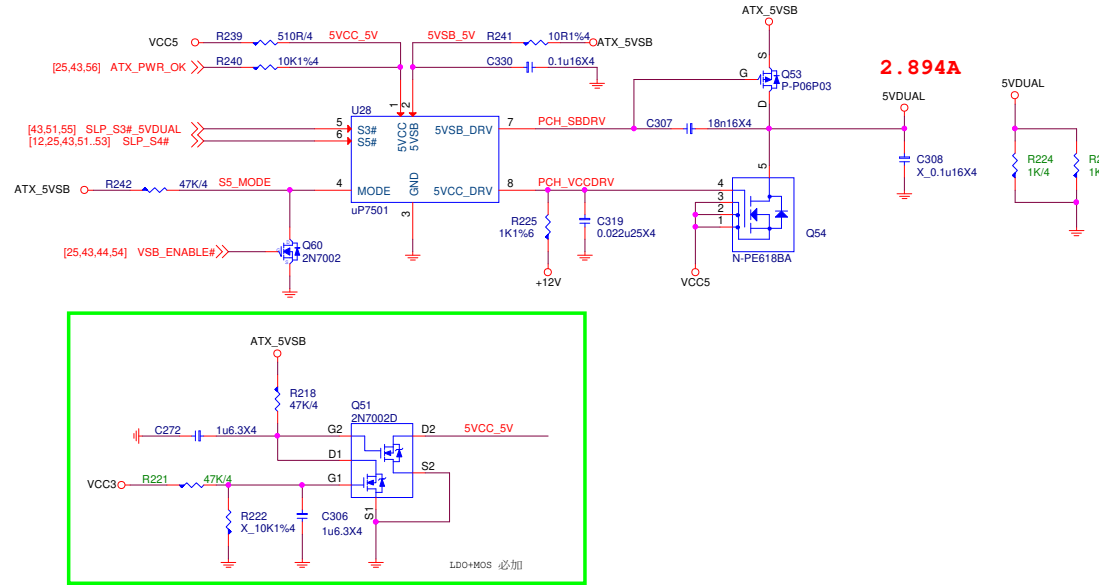 ATX_5VSB
VCC5 R239 510R/4 5VCC_5V 5VSB_5V R241 10R1%4 ATX_5VSB
[25,43,56] ATX_PWR_OK R240 10K1%4 C330 0.1u16X4
S
G Q53
P-P06P03
D
2.894A
5VDUAL 5VDUAL
U28
1 2
[43,51,55] SLP_S3#_5VDUAL 5 S3# 5VCC 5VSB 5VSB_DRV 7 PCH_SBDRV C307 18n16X4
[12,25,43,51..53] SLP_S4# 6 S5#
5
C308
X_0.1u16X4
R224
1K/4
R2
1K
ATX_5VSB R242 47K/4 S5_MODE 4 MODE GND 5VCC_DRV 8 PCH_VCCDRV 4
3
2
1
uP7501 3
R225
1K1%6
C319
0.022u25X4
Q54
N-PE618BA
[25,43,44,54] VSB_ENABLE# Q60
2N7002
+12V VCC5
ATX_5VSB
R218
47K/4
Q51
2N7002D
C272 1u6.3X4 G2 D2 5VCC_5V
D1
S2
VCC3 R221 47K/4 G1
S1
R222
X_10K1%4
C306
1u6.3X4
LDO+MOS 必加